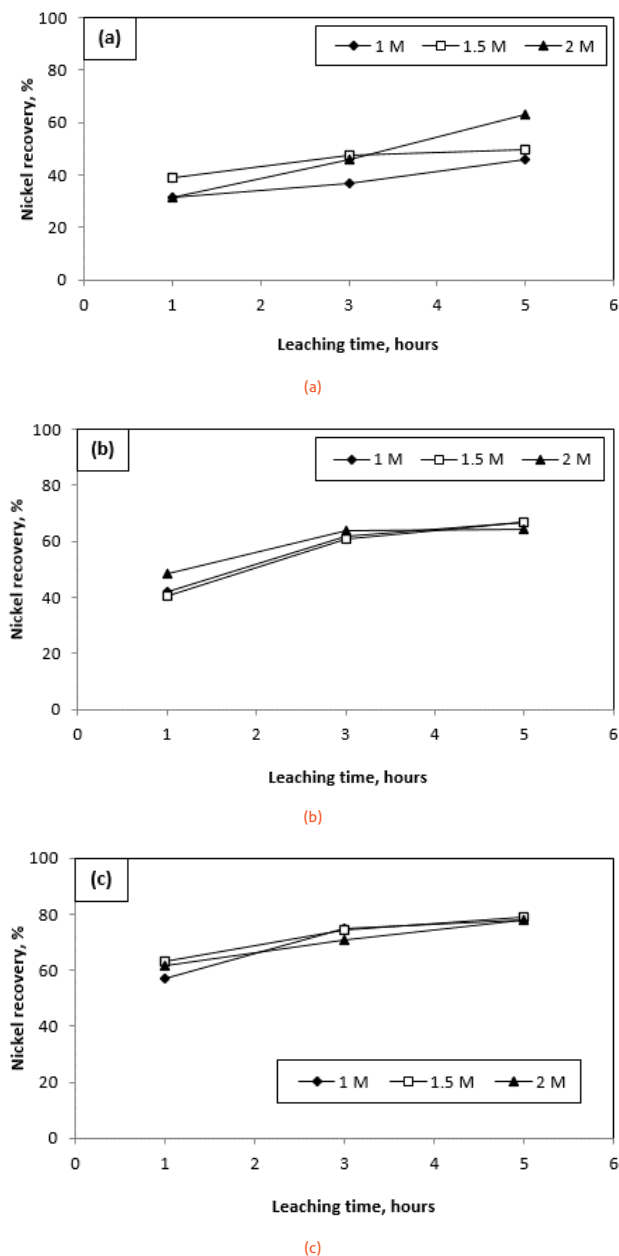 (a)
1 M 1.5 M 2 M
Nickel recovery, %
100
80
60
40
20
0
0 1 2 3 4 5 6
Leaching time, hours
(a)
(b)
1 M 1.5 M 2 M
Nickel recovery, %
100
80
60
40
20
0
0 1 2 3 4 5 6
Leaching time, hours
(b)
(c)
Nickel recovery, %
100
80
60
40
20
0
1 M 1.5 M 2 M
0 1 2 3 4 5 6
Leaching time, hours
(c)